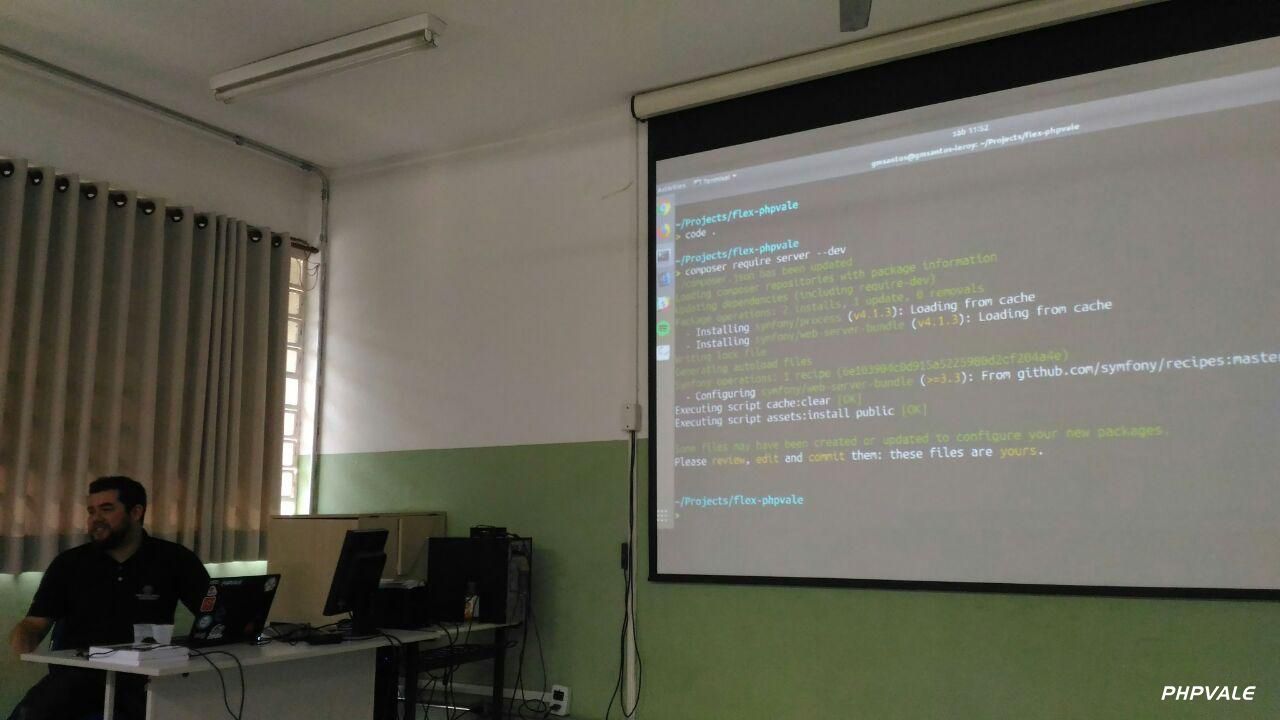 sáb 11:52
gmsantos@gmsantos-leroy: ~/Projects/flex-phpvale
Activities Terminal
~/Projects/flex-phpvale
> code .
~/Projects/flex-phpvale
> composer require server --dev
./composer.json has been updated
Loading composer repositories with package information
Updating dependencies (including require-dev)
Package operations: 2 installs, 1 update, 0 removals
- Installing symfony/process (v4.1.3): Loading from cache
- Installing symfony/web-server-bundle (v4.1.3): Loading from cache
Writing lock file
Generating autoload files
Symfony operations: 1 recipe (6e103904c0d915a5225980d2cf204a4e)
- Configuring symfony/web-server-bundle (>=3.3): From github.com/symfony/recipes:master
Executing script cache:clear [OK]
Executing script assets:install public [OK]
Some files may have been created or updated to configure your new packages.
Please review, edit and commit them: these files are yours.
~/Projects/flex-phpvale
>
PHPVALE